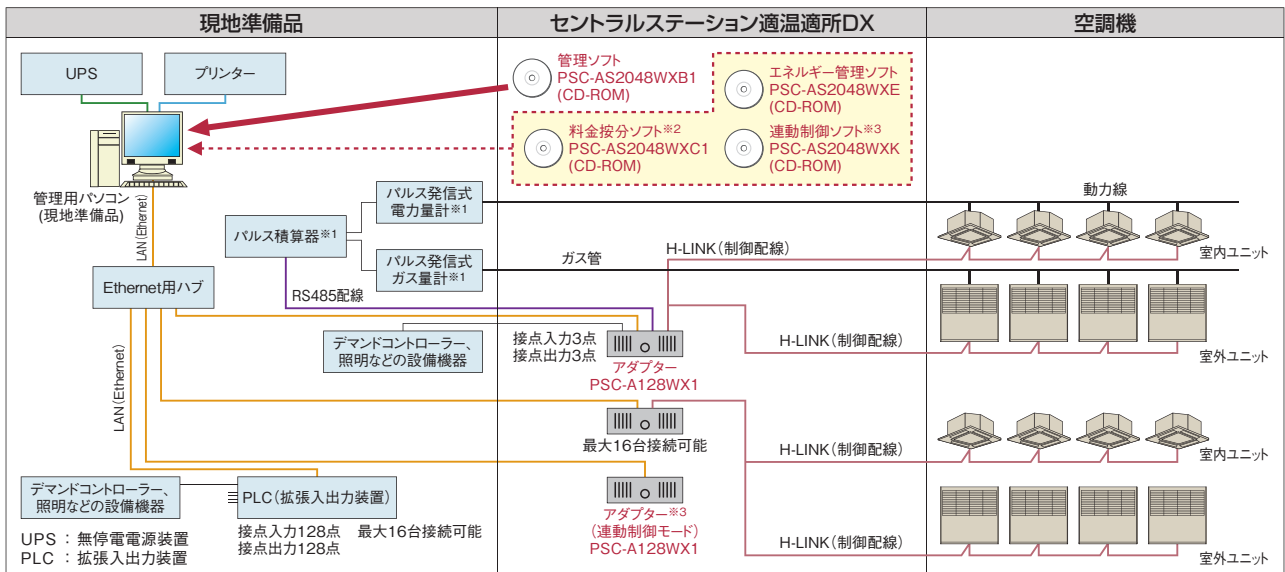 現地準備品
セントラルステーション適温適所DX
空調機
UPS
プリンター
管理用パソコン
(現地準備品)
LAN(Ethernet)
Ethernet用ハブ
LAN(Ethernet)
管理ソフト
PSC-AS2048WXB1
(CD-ROM)
エネルギー管理ソフト
PSC-AS2048WXE
(CD-ROM)
料金按分ソフト※2
PSC-AS2048WXC1
(CD-ROM)
連動制御ソフト※3
PSC-AS2048WXK
(CD-ROM)
パルス積算器※1
パルス発信式
電力量計※1
パルス発信式
ガス量計※1
RS485配線
動力線
ガス管
H-LINK(制御配線)
室内ユニット
デマンドコントローラー、
照明などの設備機器
接点入力3点
接点出力3点
アダプター
PSC-A128WX1
H-LINK(制御配線)
室外ユニット
最大16台接続可能
H-LINK(制御配線)
室内ユニット
デマンドコントローラー、
照明などの設備機器
PLC(拡張入出力装置)
接点入力128点 最大16台接続可能
接点出力128点
アダプター※3
(連動制御モード)
PSC-A128WX1
H-LINK(制御配線)
室外ユニット
UPS : 無停電電源装置
PLC : 拡張入出力装置